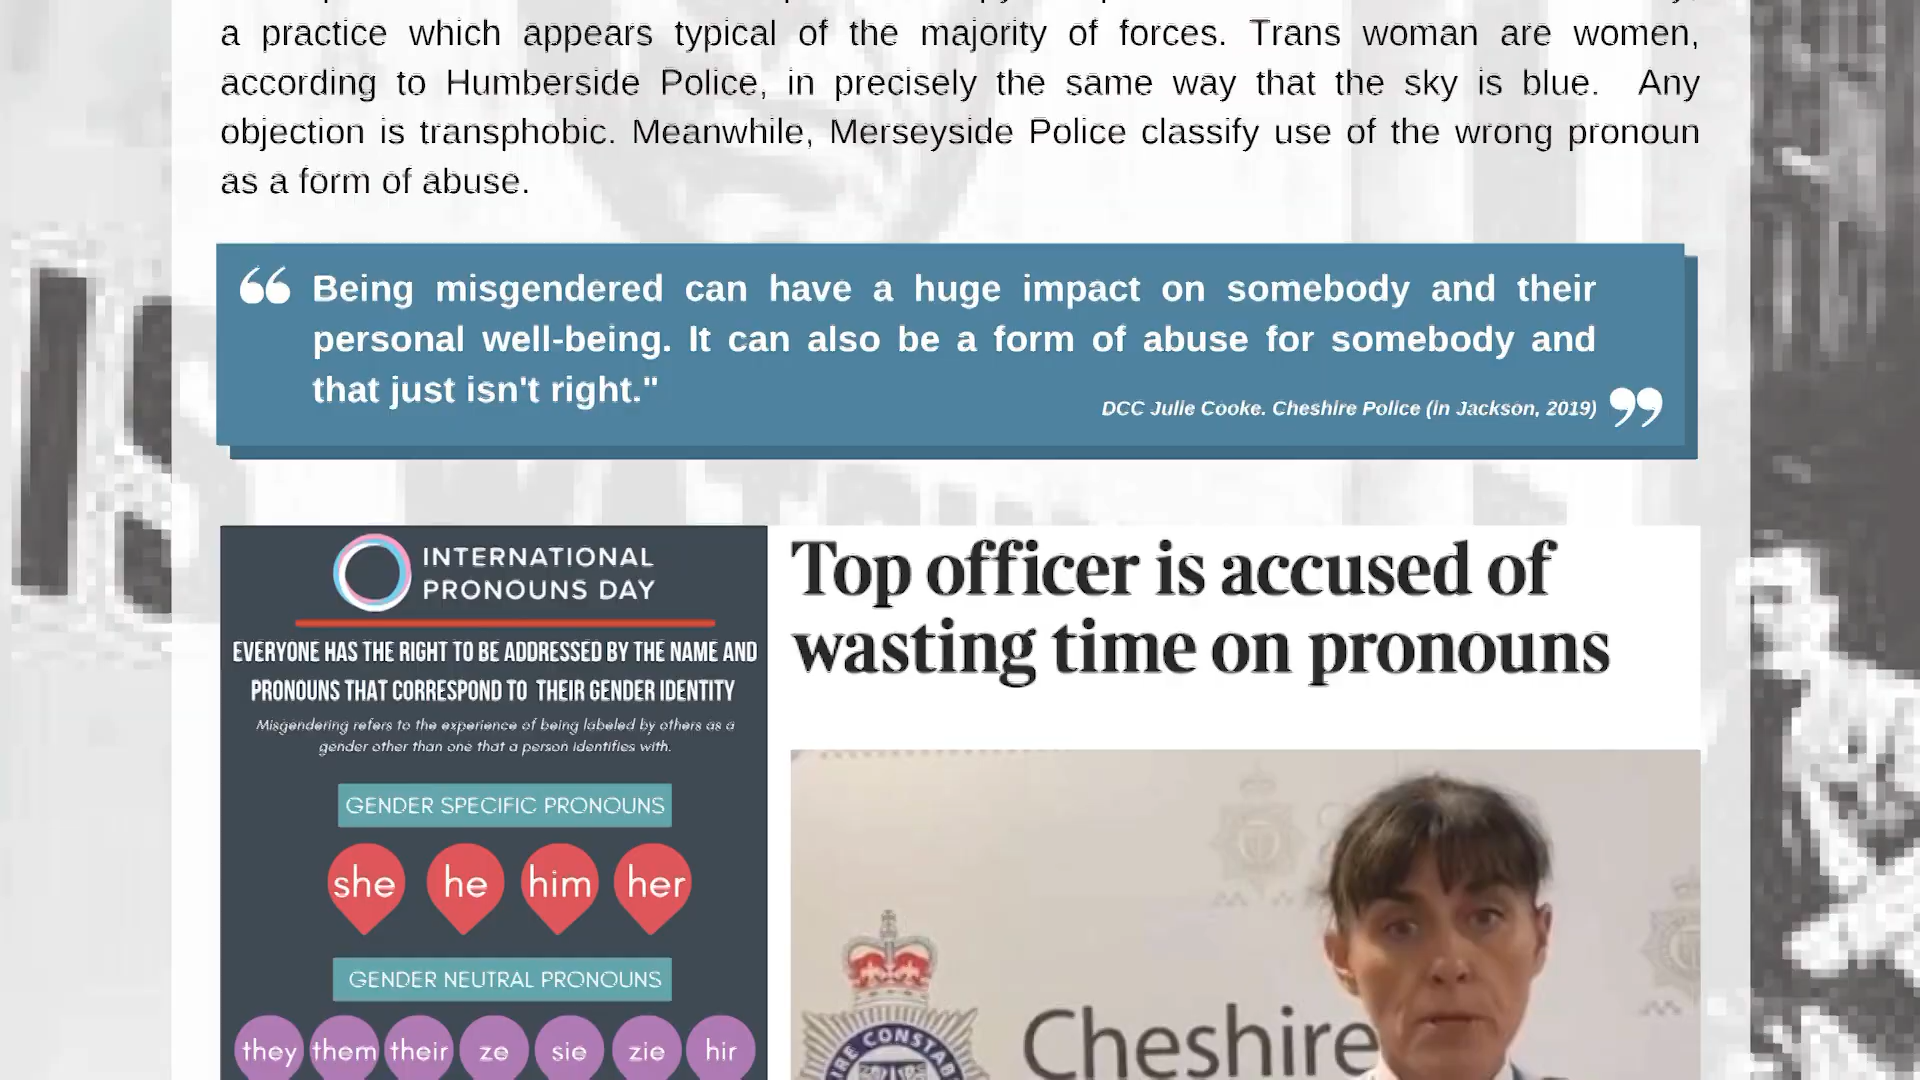 a practice which appears typical of the majority of forces. Trans woman are women,
according to Humberside Police, in precisely the same way that the sky is blue. Any
objection is transphobic. Meanwhile, Merseyside Police classify use of the wrong pronoun
as a form of abuse.
“ Being misgendered can have a huge impact on somebody and their
personal well-being. It can also be a form of abuse for somebody and
that just isn't right."
DCC Julie Cooke. Cheshire Police (in Jackson, 2019) ”
INTERNATIONAL
PRONOUNS DAY
EVERYONE HAS THE RIGHT TO BE ADDRESSED BY THE NAME AND
PRONOUNS THAT CORRESPOND TO THEIR GENDER IDENTITY
Misgendering refers to the experience of being labeled by others as a
gender other than one that a person identifies with.
GENDER SPECIFIC PRONOUNS
she he him her
GENDER NEUTRAL PRONOUNS
they them their ze sie zie hir
Top officer is accused of
wasting time on pronouns
Cheshire